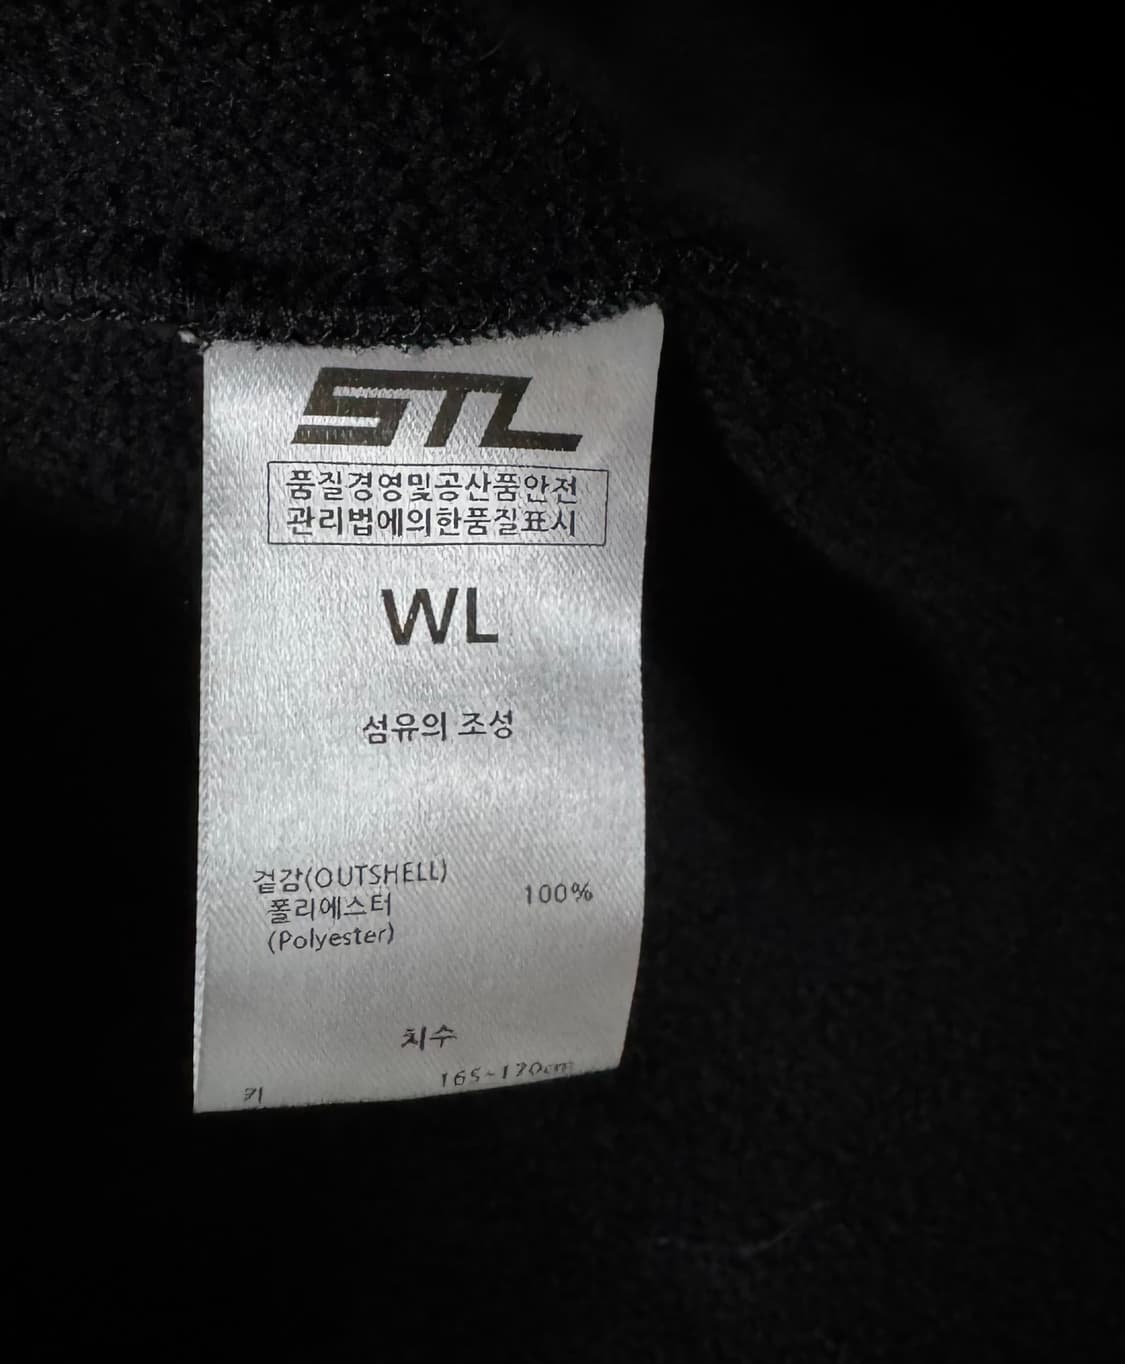 STL
품질경영및공산품안전
관리법에의한품질표시
WL
섬유의 조성
겉감(OUTSHELL)
폴리에스터 100%
(Polyester)
치수
키 165~170cm